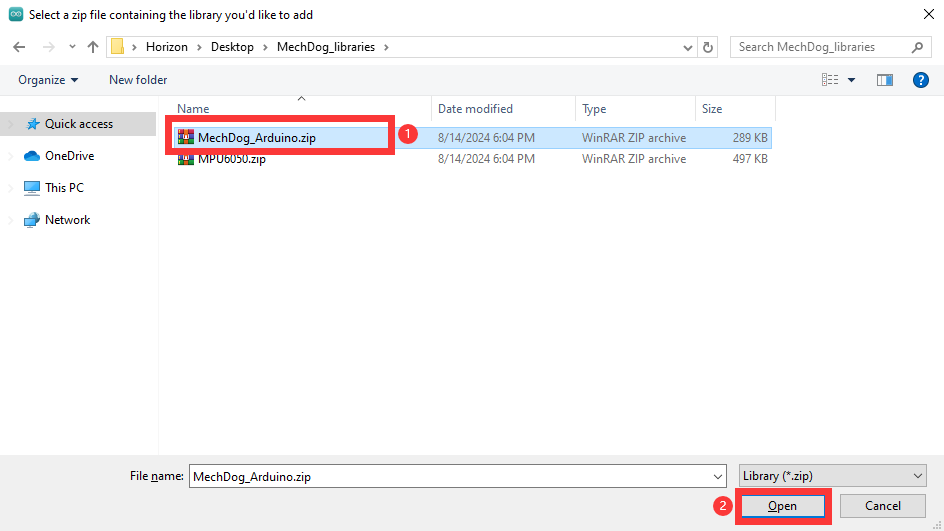 Select a zip file containing the library you'd like to add
Horizon Desktop MechDog_libraries Search MechDog_libraries
Organize New folder
Name Date modified Type Size
Quick access
OneDrive
This PC
Network
MechDog_Arduino.zip 1 8/14/2024 6:04 PM WinRAR ZIP archive 289 KB
MPU6050.zip 8/14/2024 6:04 PM WinRAR ZIP archive 497 KB
File name: MechDog_Arduino.zip Library (*.zip)
2 Open Cancel